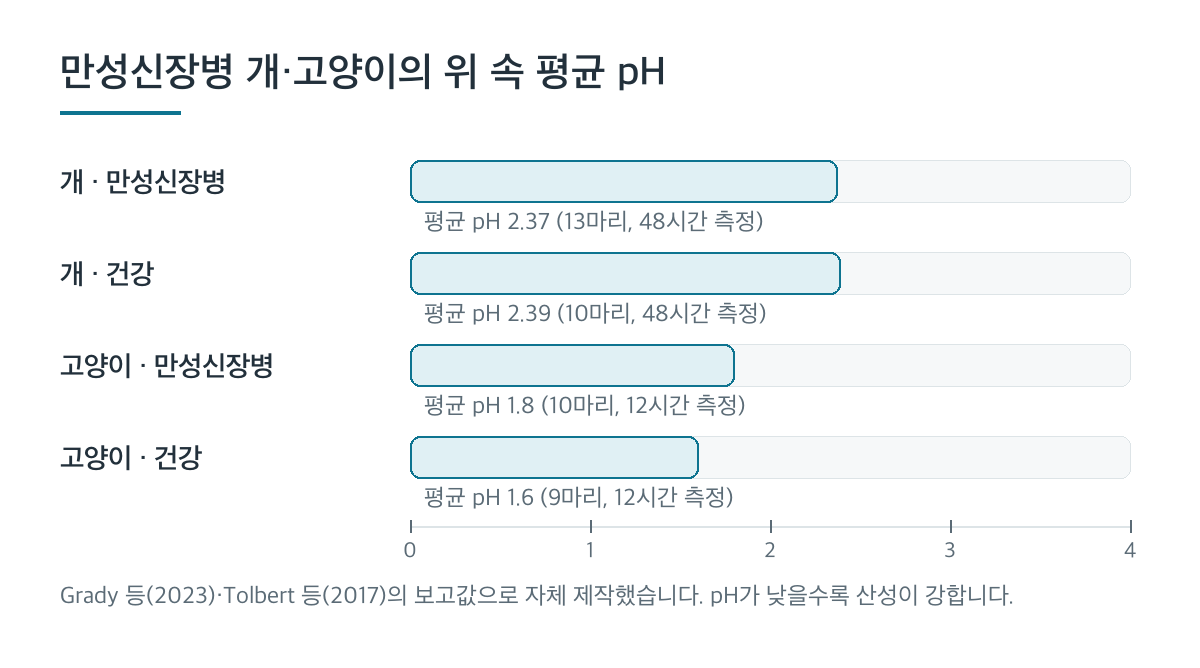 만성신장병 개·고양이의 위 속 평균 pH
개 · 만성신장병
평균 pH 2.37 (13마리, 48시간 측정)
개 · 건강
평균 pH 2.39 (10마리, 48시간 측정)
고양이 · 만성신장병
평균 pH 1.8 (10마리, 12시간 측정)
고양이 · 건강
평균 pH 1.6 (9마리, 12시간 측정)
0 1 2 3 4
Grady 등(2023)·Tolbert 등(2017)의 보고값으로 자체 제작했습니다. pH가 낮을수록 산성이 강합니다.